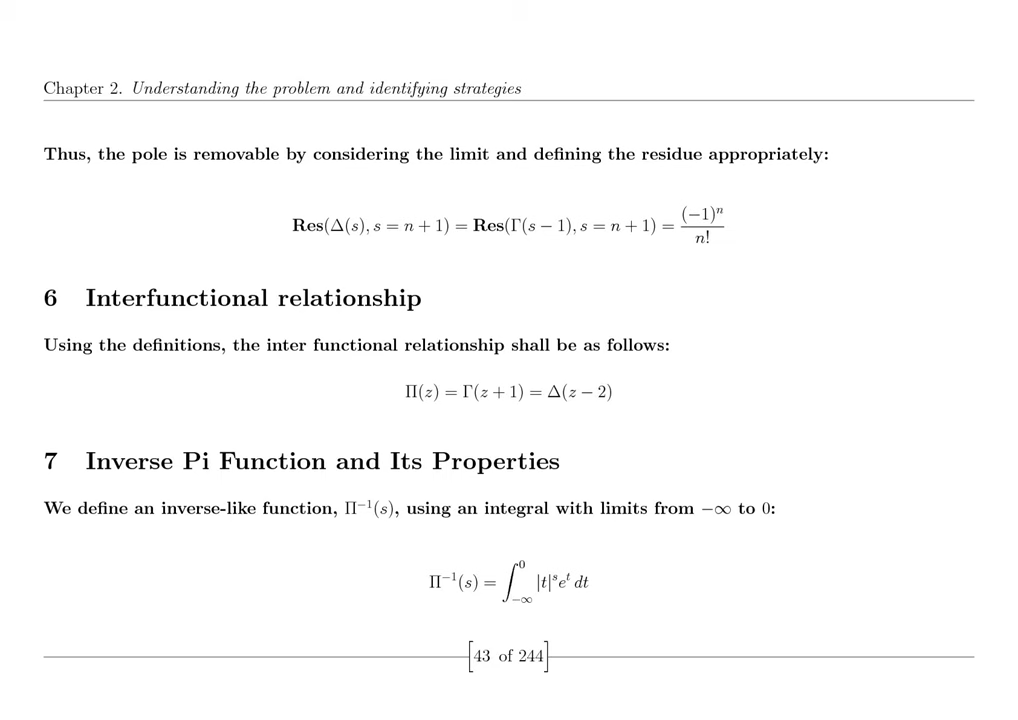 Chapter 2. Understanding the problem and identifying strategies
Thus, the pole is removable by considering the limit and defining the residue appropriately:
Res(Δ(s), s = n + 1) = Res(Γ(s − 1), s = n + 1) = (−1)ⁿ / n!
6 Interfunctional relationship
Using the definitions, the inter functional relationship shall be as follows:
Π(z) = Γ(z + 1) = Δ(z − 2)
7 Inverse Pi Function and Its Properties
We define an inverse-like function, Π⁻¹(s), using an integral with limits from −∞ to 0:
Π⁻¹(s) = ∫_{−∞}^{0} |t|ˢeᵗ dt
[43 of 244]